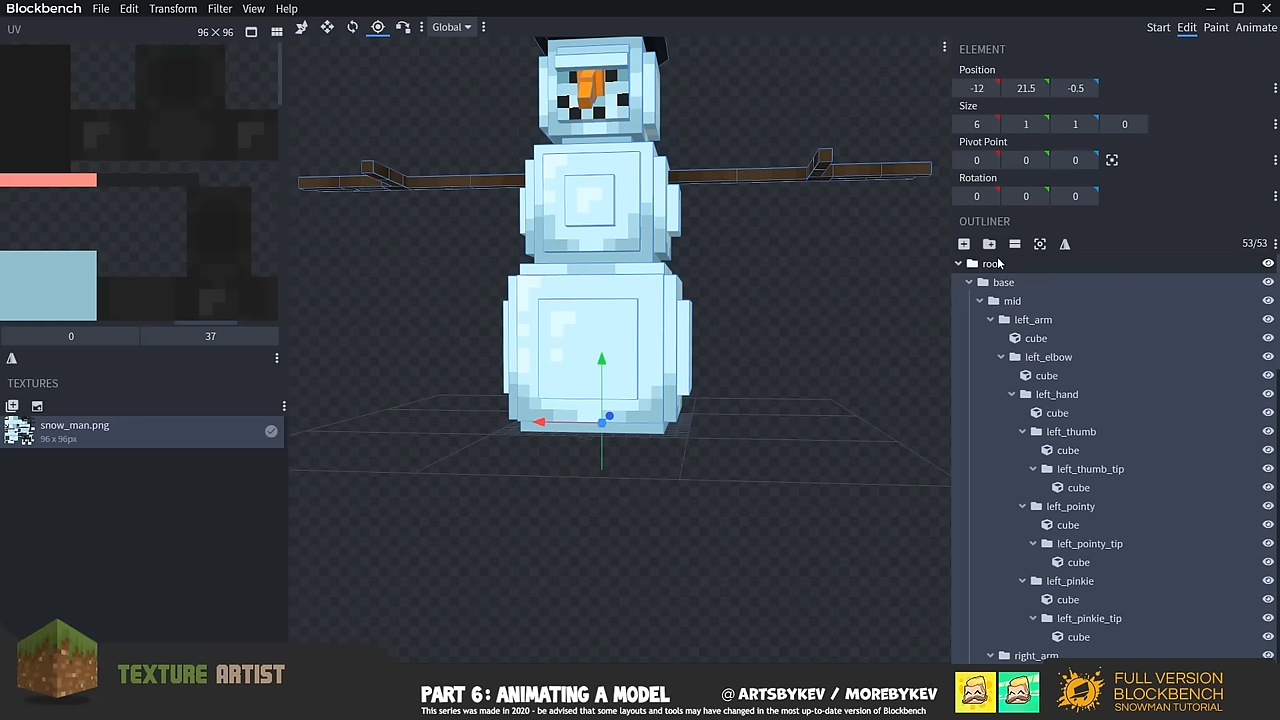 Blockbench File Edit Transform Filter View Help
UV 96 × 96 Global Start Edit Paint Animate
ELEMENT
Position
-12 21.5 -0.5
Size
6 1 1 0
Pivot Point
0 0 0
Rotation
0 0 0
OUTLINER
53/53
root
base
mid
left_arm
cube
left_elbow
cube
left_hand
cube
left_thumb
cube
left_thumb_tip
cube
left_pointy
cube
left_pointy_tip
cube
left_pinkie
cube
left_pinkie_tip
cube
right_arm
0 37
TEXTURES
snow_man.png
96 x 96px
TEXTURE ARTIST
PART 6: ANIMATING A MODEL @ARTSBYKEV / MOREBYKEV
This series was made in 2020 - be advised that some layouts and tools may have changed in the most up-to-date version of Blockbench
FULL VERSION
BLOCKBENCH
SNOWMAN TUTORIAL